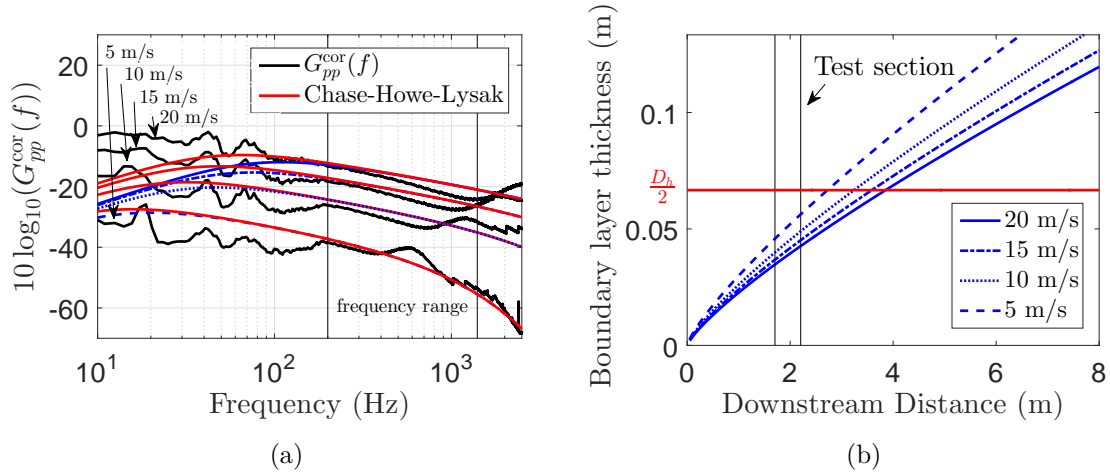 5 m/s
10 m/s
15 m/s
20 m/s
G_{pp}^{cor}(f)
Chase-Howe-Lysak
frequency range
20
0
-20
-40
-60
10^1
10^2
10^3
10 log_{10}(G_{pp}^{cor}(f))
Frequency (Hz)
(a)
Test section
D_h/2
20 m/s
15 m/s
10 m/s
5 m/s
0.1
0.05
0
0
2
4
6
8
Boundary layer thickness (m)
Downstream Distance (m)
(b)